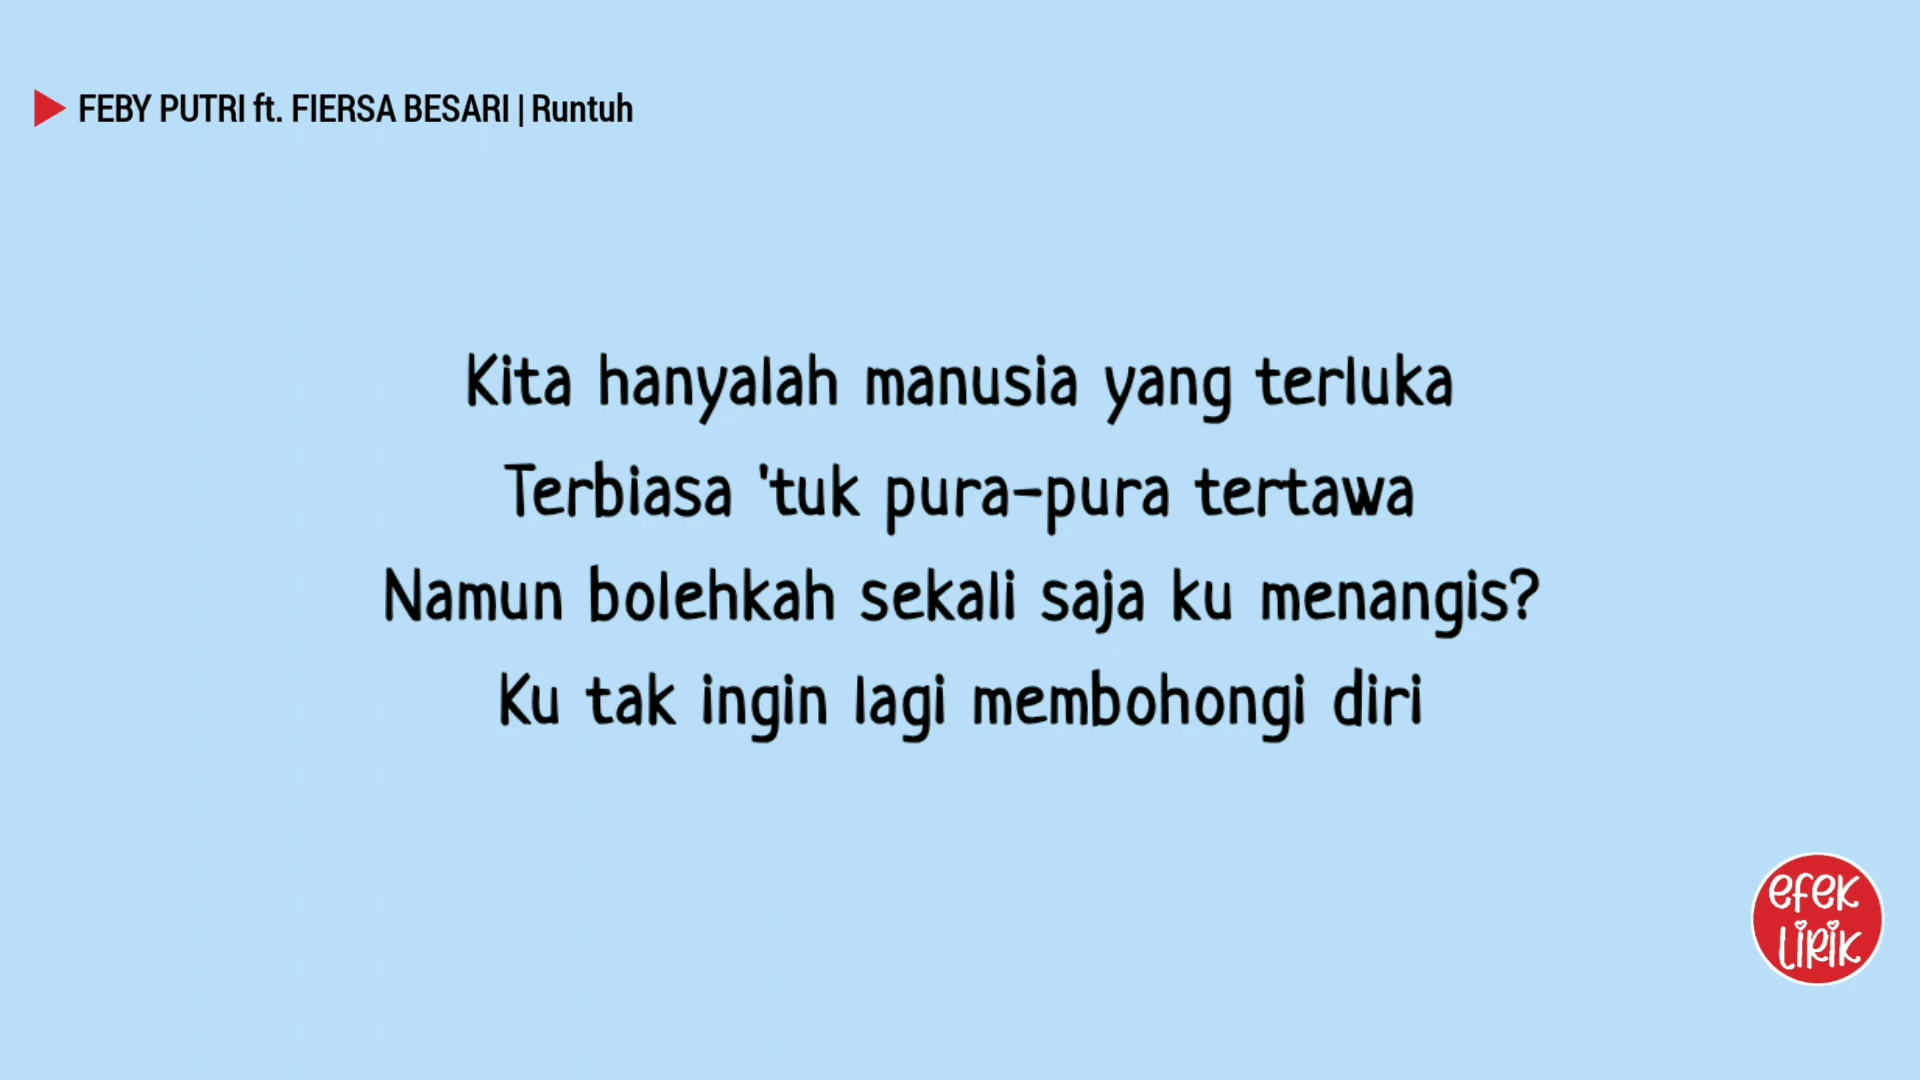 FEBY PUTRI ft. FIERSA BESARI | Runtuh
Kita hanyalah manusia yang terluka
Terbiasa 'tuk pura-pura tertawa
Namun bolehkah sekali saja ku menangis?
Ku tak ingin lagi membohongi diri
efek
LiRiK